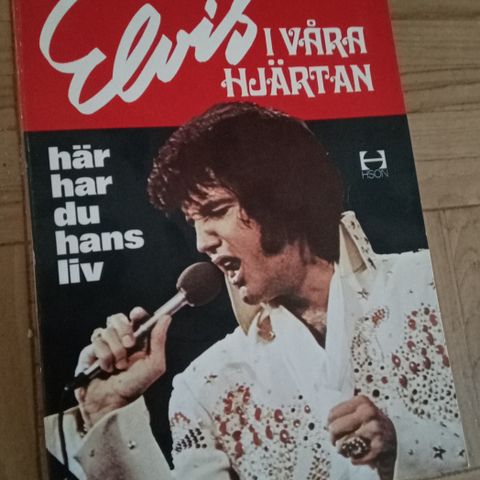 Elvis I VÅRA
HJÄRTAN
här
har
du
hans
liv
HSON